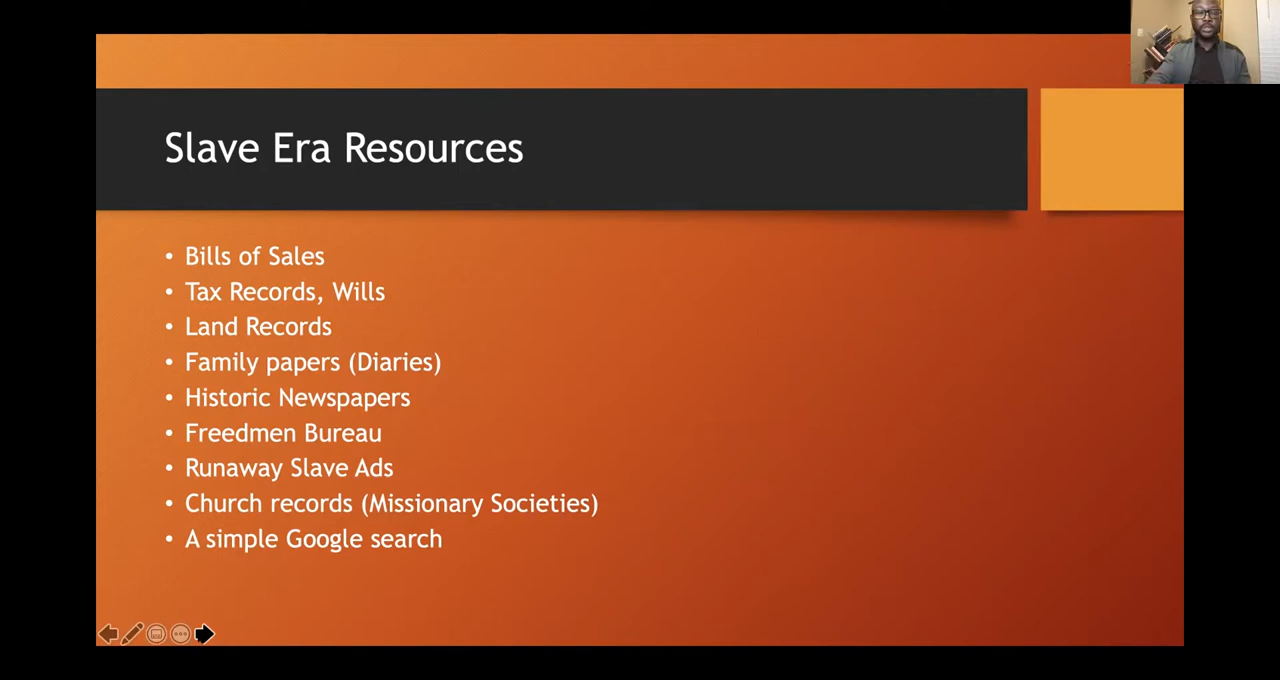 Slave Era Resources
• Bills of Sales
• Tax Records, Wills
• Land Records
• Family papers (Diaries)
• Historic Newspapers
• Freedmen Bureau
• Runaway Slave Ads
• Church records (Missionary Societies)
• A simple Google search